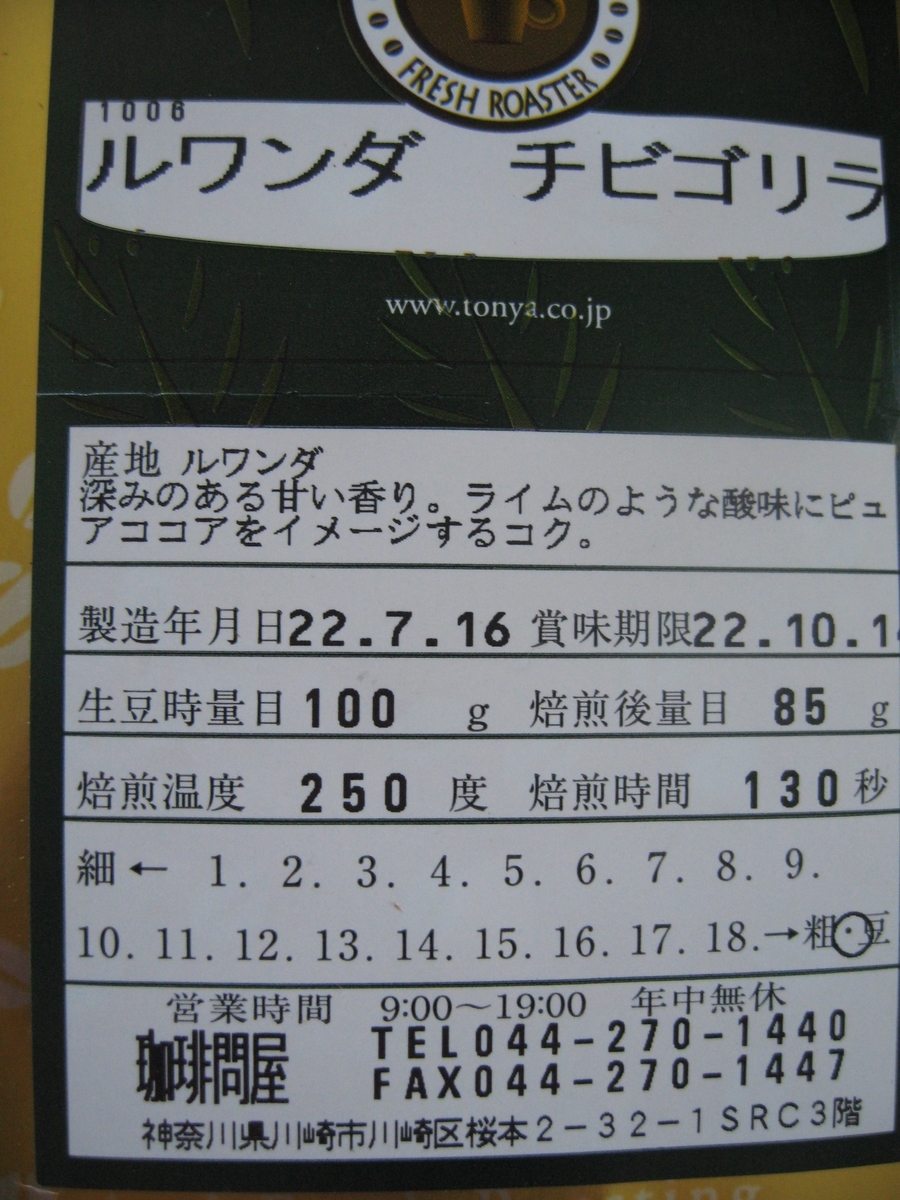 FRESH ROASTER
1006
ルワンダ チビゴリラ
www.tonya.co.jp
産地 ルワンダ
深みのある甘い香り。ライムのような酸味にピュ
アココアをイメージするコク。
製造年月日22.7.16 賞味期限22.10.14
生豆時量目 100 g 焙煎後量目 85 g
焙煎温度 250 度 焙煎時間 130 秒
細← 1. 2. 3. 4. 5. 6. 7. 8. 9.
10. 11. 12. 13. 14. 15. 16. 17. 18.→粗・豆
営業時間 9:00〜19:00 年中無休
珈琲問屋
TEL044-270-1440
FAX044-270-1447
神奈川県川崎市川崎区桜本2-32-1SRC3階